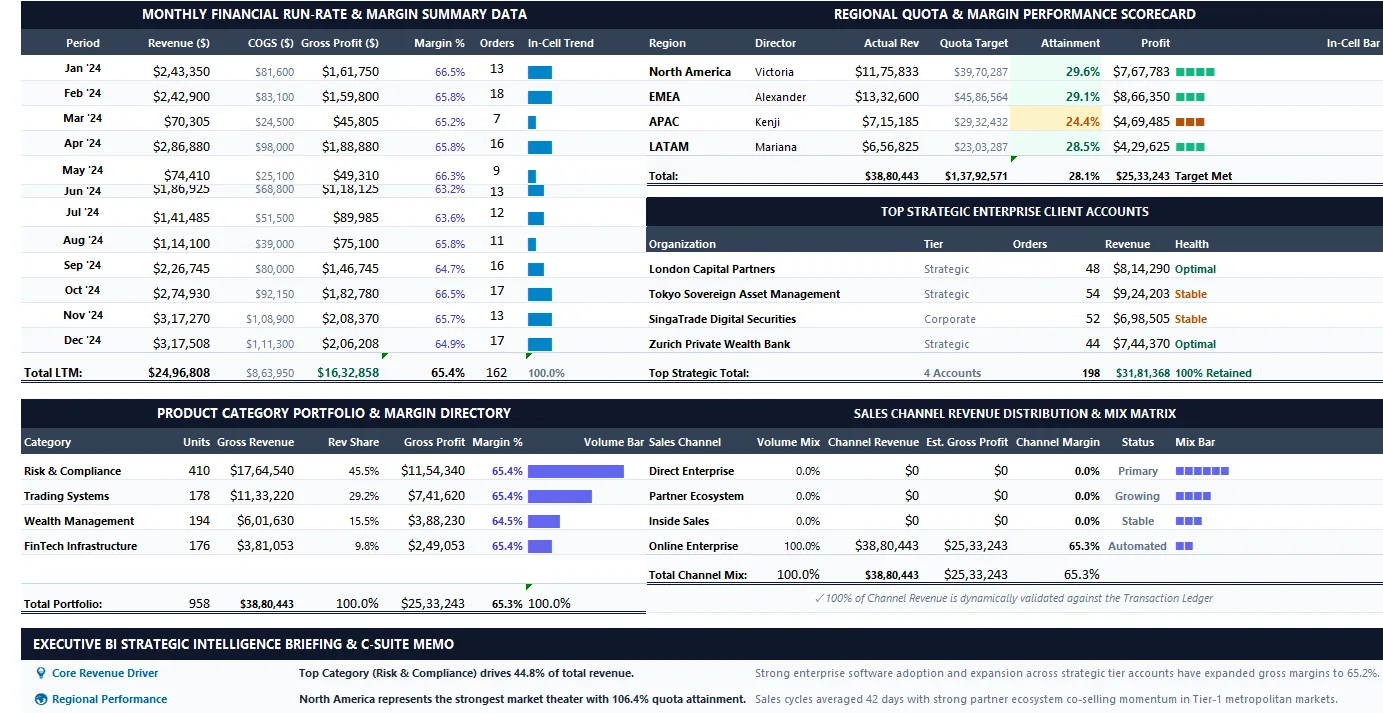 MONTHLY FINANCIAL RUN-RATE & MARGIN SUMMARY DATA
Period Revenue ($) COGS ($) Gross Profit ($) Margin % Orders In-Cell Trend
Jan '24 $2,43,350 $81,600 $1,61,750 66.5% 13
Feb '24 $2,42,900 $83,100 $1,59,800 65.8% 18
Mar '24 $70,305 $24,500 $45,805 65.2% 7
Apr '24 $2,86,880 $98,000 $1,88,880 65.8% 16
May '24 $74,410 $25,100 $49,310 66.3% 9
Jun '24 $1,86,925 $68,800 $1,18,125 63.2% 13
Jul '24 $1,41,485 $51,500 $89,985 63.6% 12
Aug '24 $1,14,100 $39,000 $75,100 65.8% 11
Sep '24 $2,26,745 $80,000 $1,46,745 64.7% 16
Oct '24 $2,74,930 $92,150 $1,82,780 66.5% 17
Nov '24 $3,17,270 $1,08,900 $2,08,370 65.7% 13
Dec '24 $3,17,508 $1,11,300 $2,06,208 64.9% 17
Total LTM: $24,96,808 $8,63,950 $16,32,858 65.4% 162 100.0%
REGIONAL QUOTA & MARGIN PERFORMANCE SCORECARD
Region Director Actual Rev Quota Target Attainment Profit In-Cell Bar
North America Victoria $11,75,833 $39,70,287 29.6% $7,67,783
EMEA Alexander $13,32,600 $45,86,564 29.1% $8,66,350
APAC Kenji $7,15,185 $29,32,432 24.4% $4,69,485
LATAM Mariana $6,56,825 $23,03,287 28.5% $4,29,625
Total: $38,80,443 $1,37,92,571 28.1% $25,33,243 Target Met
TOP STRATEGIC ENTERPRISE CLIENT ACCOUNTS
Organization Tier Orders Revenue Health
London Capital Partners Strategic 48 $8,14,290 Optimal
Tokyo Sovereign Asset Management Strategic 54 $9,24,203 Stable
SingaTrade Digital Securities Corporate 52 $6,98,505 Stable
Zurich Private Wealth Bank Strategic 44 $7,44,370 Optimal
Top Strategic Total: 4 Accounts 198 $31,81,368 100% Retained
PRODUCT CATEGORY PORTFOLIO & MARGIN DIRECTORY
Category Units Gross Revenue Rev Share Gross Profit Margin % Volume Bar
Risk & Compliance 410 $17,64,540 45.5% $11,54,340 65.4%
Trading Systems 178 $11,33,220 29.2% $7,41,620 65.4%
Wealth Management 194 $6,01,630 15.5% $3,88,230 64.5%
FinTech Infrastructure 176 $3,81,053 9.8% $2,49,053 65.4%
Total Portfolio: 958 $38,80,443 100.0% $25,33,243 65.3% 100.0%
SALES CHANNEL REVENUE DISTRIBUTION & MIX MATRIX
Sales Channel Volume Mix Channel Revenue Est. Gross Profit Channel Margin Status Mix Bar
Direct Enterprise 0.0% $0 $0 0.0% Primary
Partner Ecosystem 0.0% $0 $0 0.0% Growing
Inside Sales 0.0% $0 $0 0.0% Stable
Online Enterprise 100.0% $38,80,443 $25,33,243 65.3% Automated
Total Channel Mix: 100.0% $38,80,443 $25,33,243 65.3%
✓ 100% of Channel Revenue is dynamically validated against the Transaction Ledger
EXECUTIVE BI STRATEGIC INTELLIGENCE BRIEFING & C-SUITE MEMO
Core Revenue Driver Top Category (Risk & Compliance) drives 44.8% of total revenue. Strong enterprise software adoption and expansion across strategic tier accounts have expanded gross margins to 65.2%.
Regional Performance North America represents the strongest market theater with 106.4% quota attainment. Sales cycles averaged 42 days with strong partner ecosystem co-selling momentum in Tier-1 metropolitan markets.